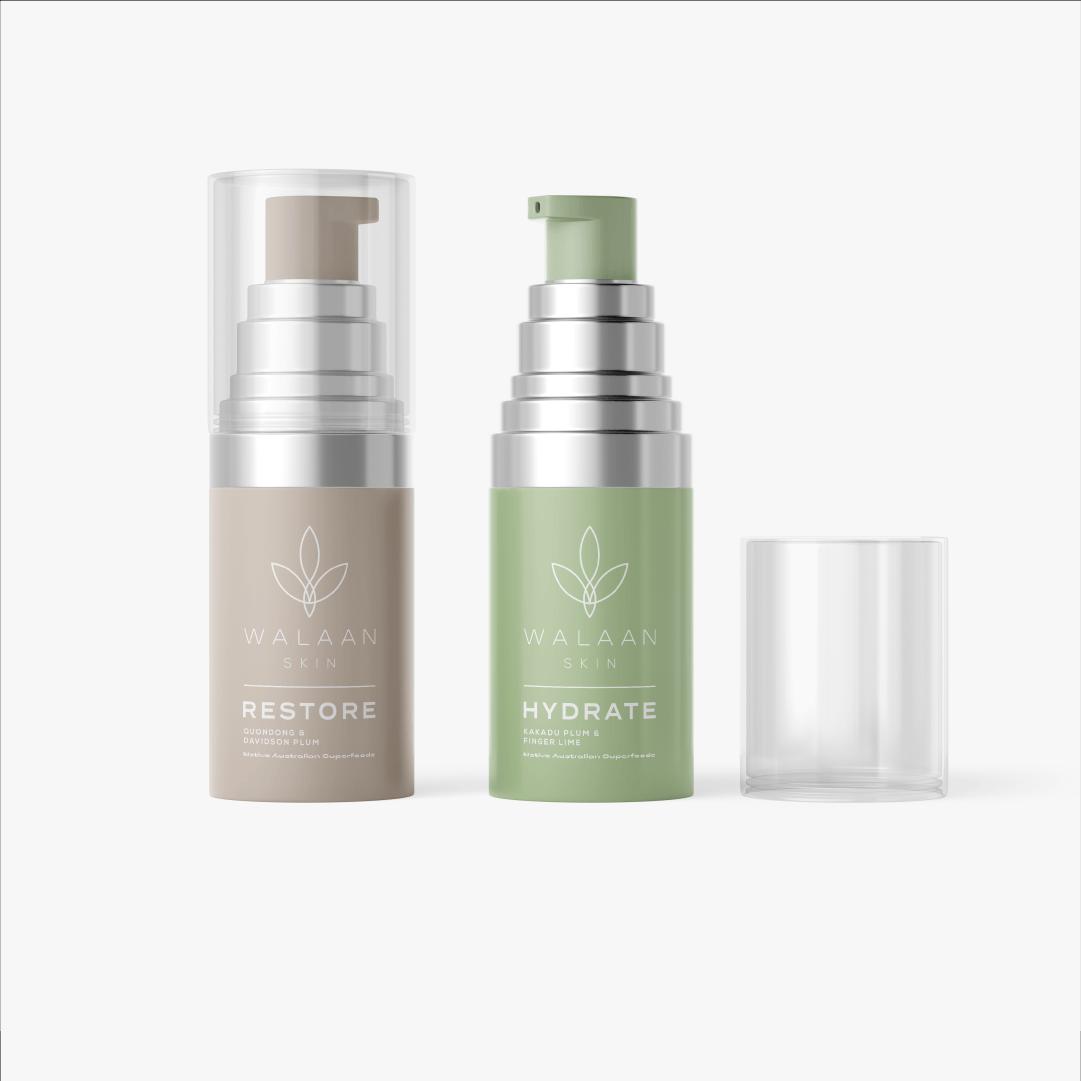 WALAAN
SKIN
RESTORE
QUONDONG &
DAVIDSON PLUM
Native Australian Superfoods
WALAAN
SKIN
HYDRATE
KAKADU PLUM &
FINGER LIME
Native Australian Superfoods